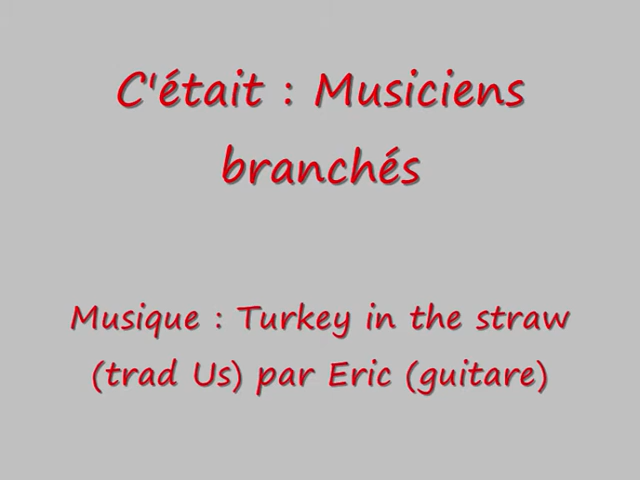 C'était : Musiciens
branchés
Musique : Turkey in the straw
(trad Us) par Eric (guitare)